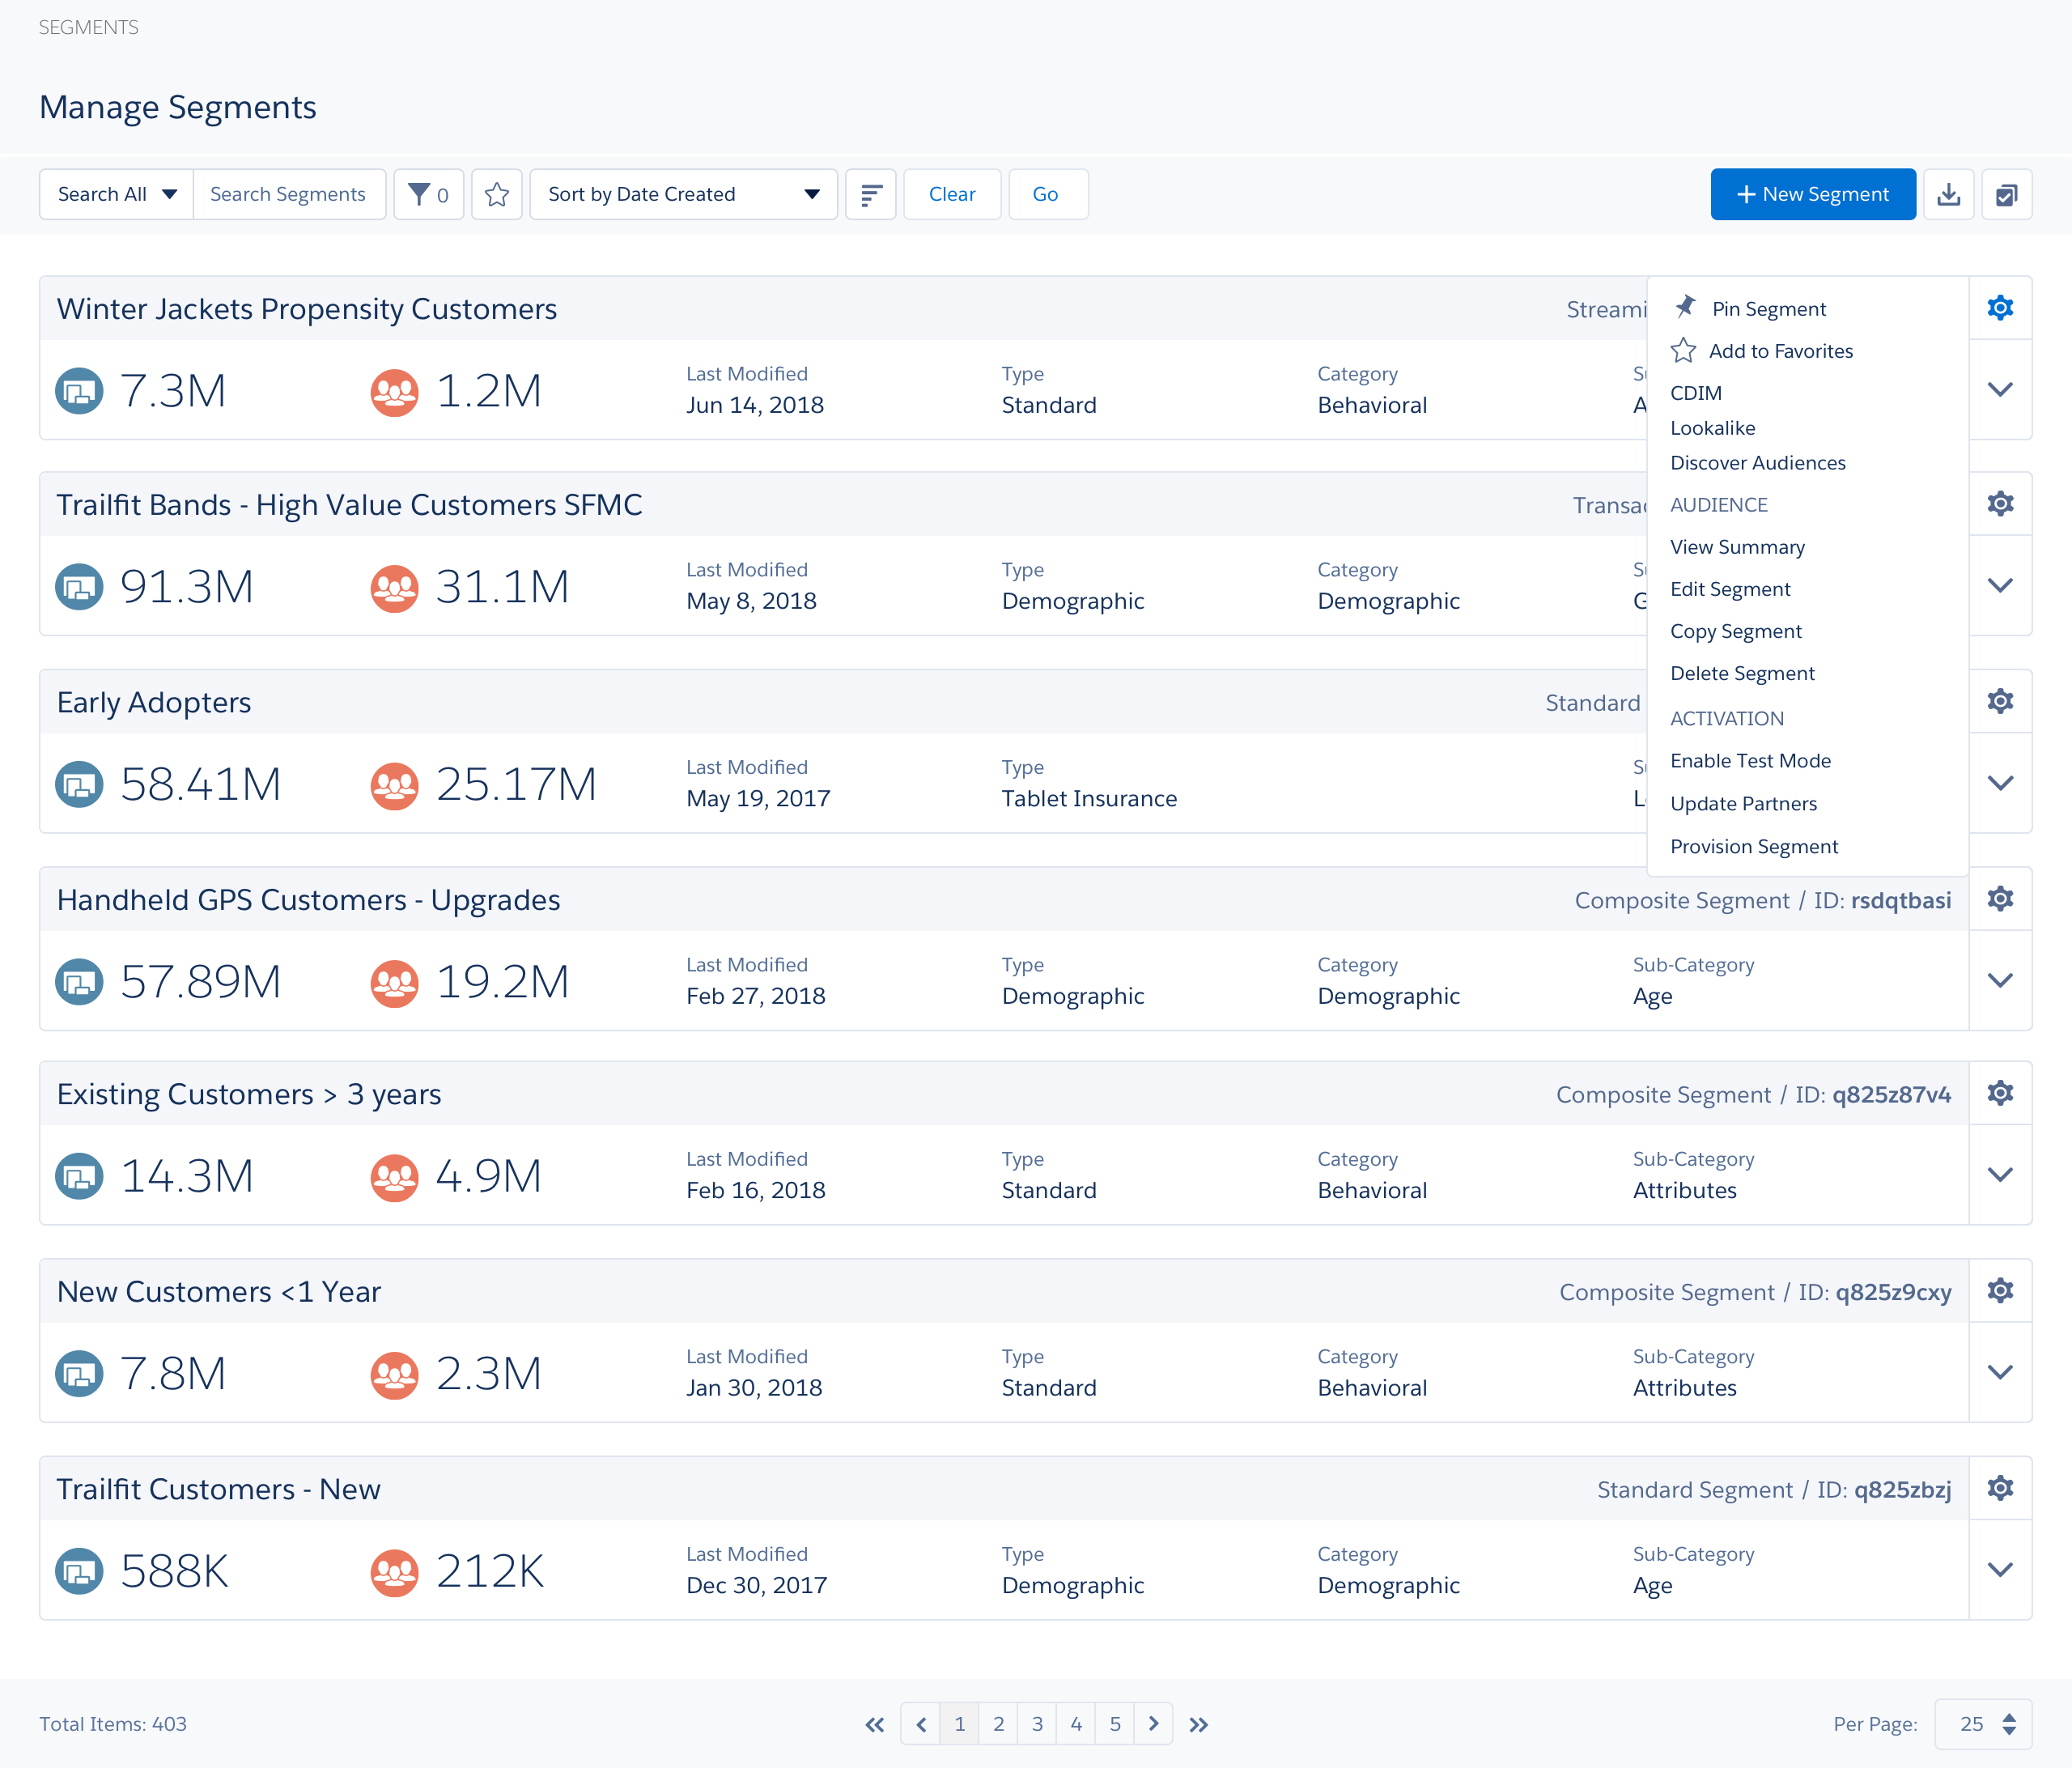 SEGMENTS
Manage Segments
Search All Search Segments 0 Sort by Date Created Clear Go + New Segment
Winter Jackets Propensity Customers
7.3M 1.2M
Last Modified Type Category
Jun 14, 2018 Standard Behavioral
Pin Segment
Add to Favorites
CDIM
Lookalike
Discover Audiences
AUDIENCE
View Summary
Edit Segment
Copy Segment
Delete Segment
ACTIVATION
Enable Test Mode
Update Partners
Provision Segment
Trailfit Bands - High Value Customers SFMC
91.3M 31.1M
Last Modified Type Category
May 8, 2018 Demographic Demographic
Early Adopters Standard
58.41M 25.17M
Last Modified Type
May 19, 2017 Tablet Insurance
Handheld GPS Customers - Upgrades Composite Segment / ID: rsdqtbasi
57.89M 19.2M
Last Modified Type Category Sub-Category
Feb 27, 2018 Demographic Demographic Age
Existing Customers > 3 years Composite Segment / ID: q825z87v4
14.3M 4.9M
Last Modified Type Category Sub-Category
Feb 16, 2018 Standard Behavioral Attributes
New Customers <1 Year Composite Segment / ID: q825z9cxy
7.8M 2.3M
Last Modified Type Category Sub-Category
Jan 30, 2018 Standard Behavioral Attributes
Trailfit Customers - New Standard Segment / ID: q825zbzj
588K 212K
Last Modified Type Category Sub-Category
Dec 30, 2017 Demographic Demographic Age
Total Items: 403 1 2 3 4 5 Per Page: 25